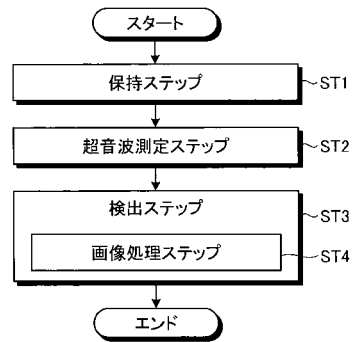 スタート
保持ステップ ST1
超音波測定ステップ ST2
検出ステップ ST3
画像処理ステップ ST4
エンド